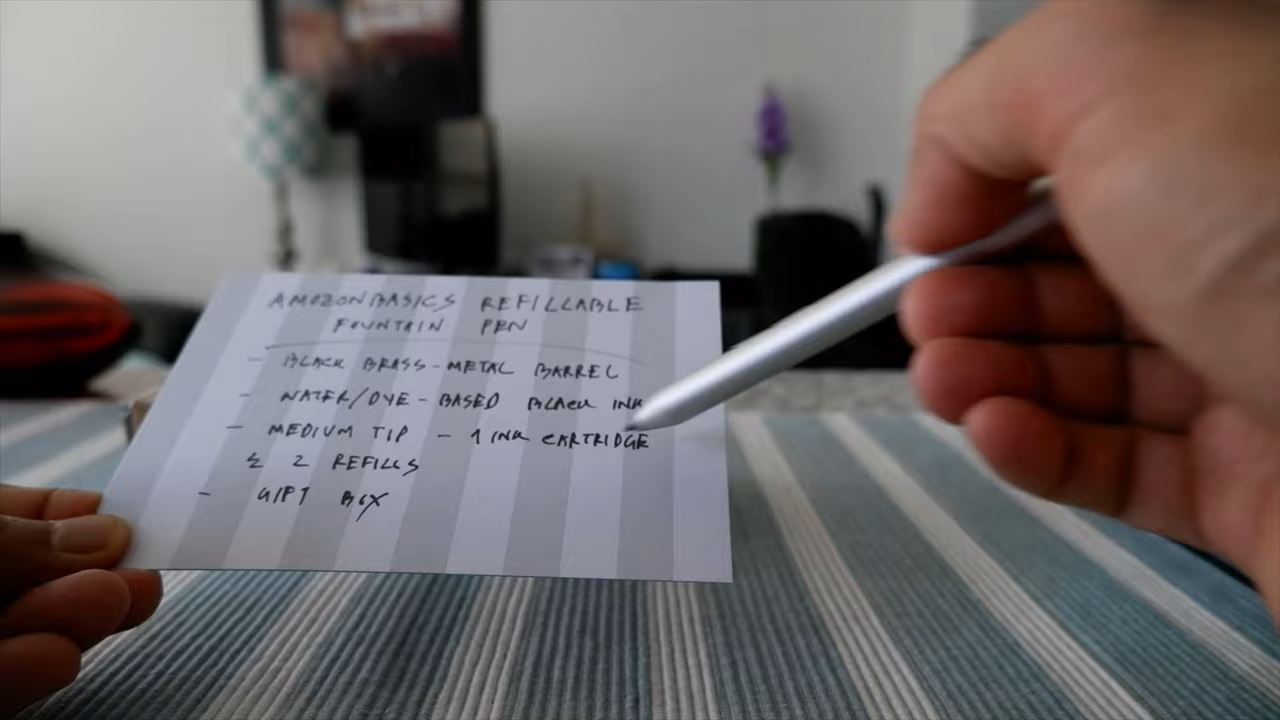 AMAZONBASICS REFILLABLE
FOUNTAIN PEN
- BLACK BRASS-METAL BARREL
- WATER/DYE-BASED BLACK INK
- MEDIUM TIP - 1 INK CARTRIDGE
& 2 REFILLS
- GIFT BOX